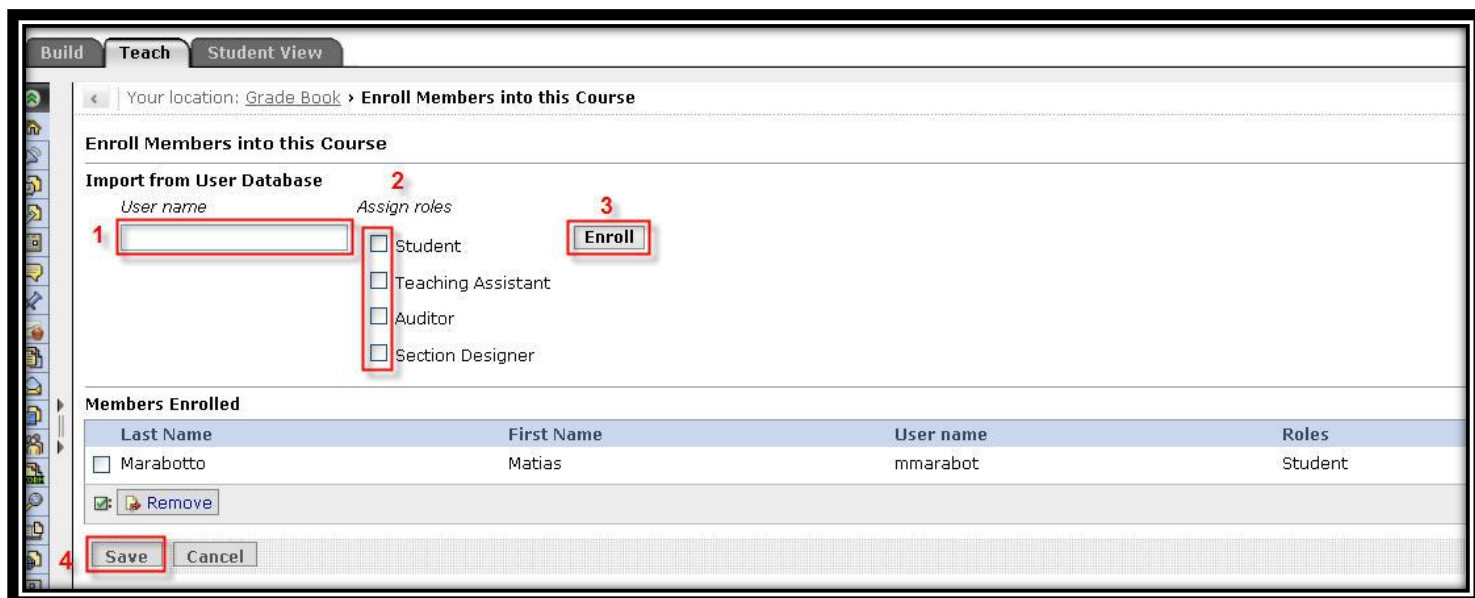 Build Teach Student View
Your location: Grade Book › Enroll Members into this Course
Enroll Members into this Course
Import from User Database 2
User name Assign roles 3
1 Student Enroll
Teaching Assistant
Auditor
Section Designer
Members Enrolled
Last Name First Name User name Roles
Marabotto Matias mmarabot Student
Remove
4 Save Cancel